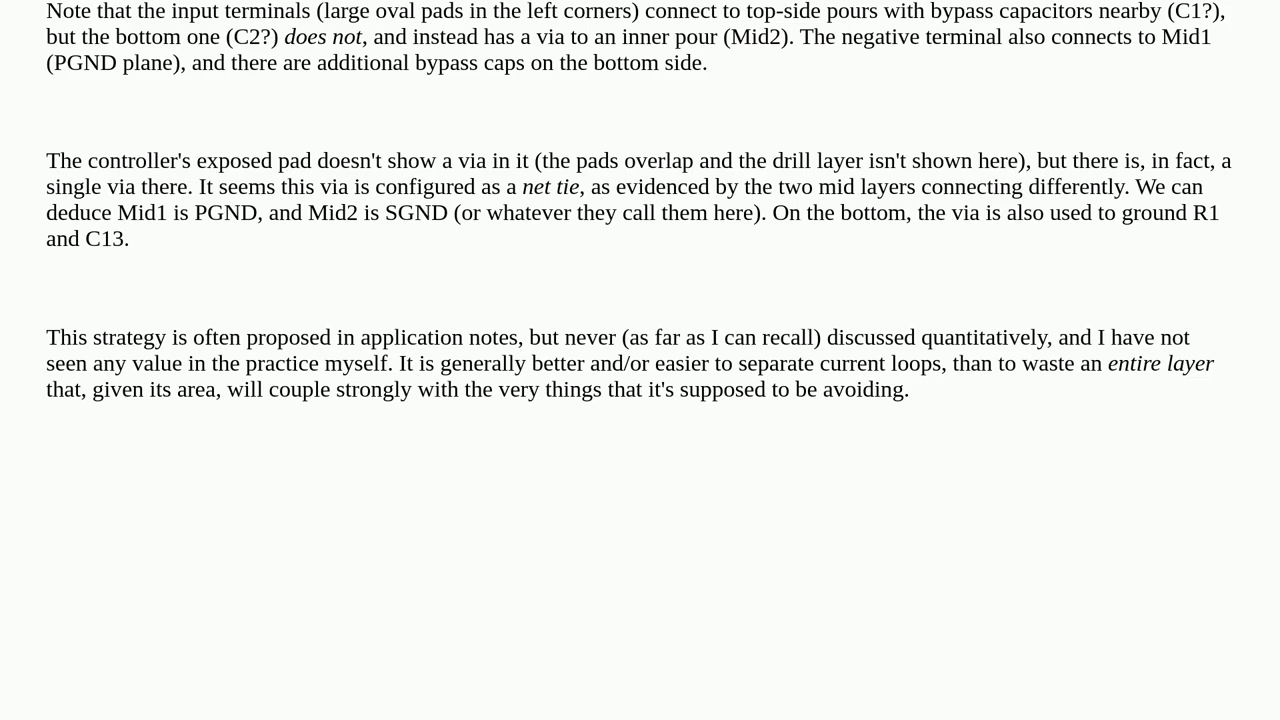 Note that the input terminals (large oval pads in the left corners) connect to top-side pours with bypass capacitors nearby (C1?),
but the bottom one (C2?) does not, and instead has a via to an inner pour (Mid2). The negative terminal also connects to Mid1
(PGND plane), and there are additional bypass caps on the bottom side.
The controller's exposed pad doesn't show a via in it (the pads overlap and the drill layer isn't shown here), but there is, in fact, a
single via there. It seems this via is configured as a net tie, as evidenced by the two mid layers connecting differently. We can
deduce Mid1 is PGND, and Mid2 is SGND (or whatever they call them here). On the bottom, the via is also used to ground R1
and C13.
This strategy is often proposed in application notes, but never (as far as I can recall) discussed quantitatively, and I have not
seen any value in the practice myself. It is generally better and/or easier to separate current loops, than to waste an entire layer
that, given its area, will couple strongly with the very things that it's supposed to be avoiding.